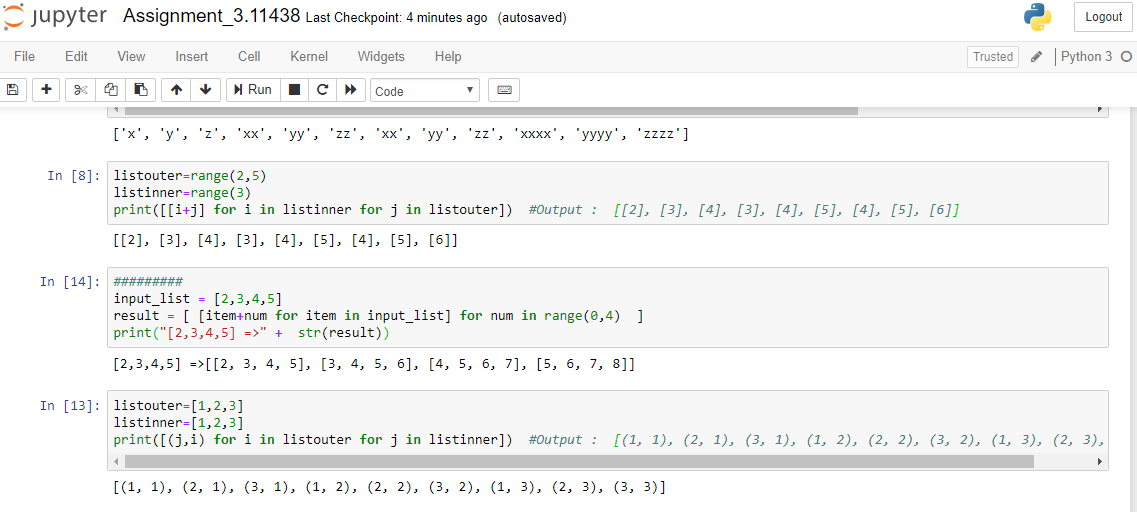 jupyter Assignment_3.11438 Last Checkpoint: 4 minutes ago (autosaved)
Logout
File Edit View Insert Cell Kernel Widgets Help
Trusted Python 3
Run Code
['x', 'y', 'z', 'xx', 'yy', 'zz', 'xx', 'yy', 'zz', 'xxxx', 'yyyy', 'zzzz']
In [8]: listouter=range(2,5)
listinner=range(3)
print([[i+j] for i in listinner for j in listouter])  #Output :  [[2], [3], [4], [3], [4], [5], [4], [5], [6]]
[[2], [3], [4], [3], [4], [5], [4], [5], [6]]
In [14]: #########
input_list = [2,3,4,5]
result = [ [item+num for item in input_list] for num in range(0,4)  ]
print("[2,3,4,5] =>" +  str(result))
[2,3,4,5] =>[[2, 3, 4, 5], [3, 4, 5, 6], [4, 5, 6, 7], [5, 6, 7, 8]]
In [13]: listouter=[1,2,3]
listinner=[1,2,3]
print([(j,i) for i in listouter for j in listinner])  #Output :  [(1, 1), (2, 1), (3, 1), (1, 2), (2, 2), (3, 2), (1, 3), (2, 3),
[(1, 1), (2, 1), (3, 1), (1, 2), (2, 2), (3, 2), (1, 3), (2, 3), (3, 3)]